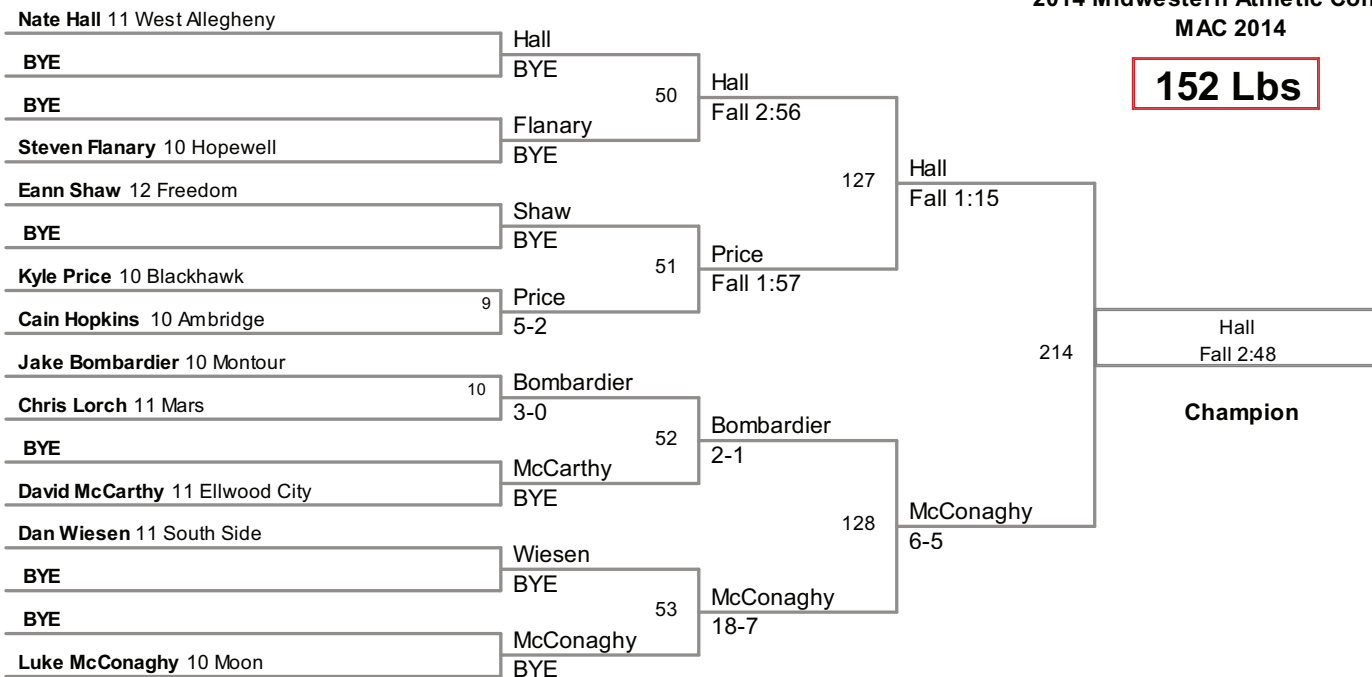 2014 Midwestern Athletic Con
MAC 2014
152 Lbs
Nate Hall 11 West Allegheny
BYE
BYE
Steven Flanary 10 Hopewell
Eann Shaw 12 Freedom
BYE
Kyle Price 10 Blackhawk
Cain Hopkins 10 Ambridge
Jake Bombardier 10 Montour
Chris Lorch 11 Mars
BYE
David McCarthy 11 Ellwood City
Dan Wiesen 11 South Side
BYE
BYE
Luke McConaghy 10 Moon
9
10
Hall
BYE
Flanary
BYE
Shaw
BYE
Price
5-2
Bombardier
3-0
McCarthy
BYE
Wiesen
BYE
McConaghy
BYE
50
51
52
53
Hall
Fall 2:56
Price
Fall 1:57
Bombardier
2-1
McConaghy
18-7
127
128
Hall
Fall 1:15
McConaghy
6-5
214
Hall
Fall 2:48
Champion